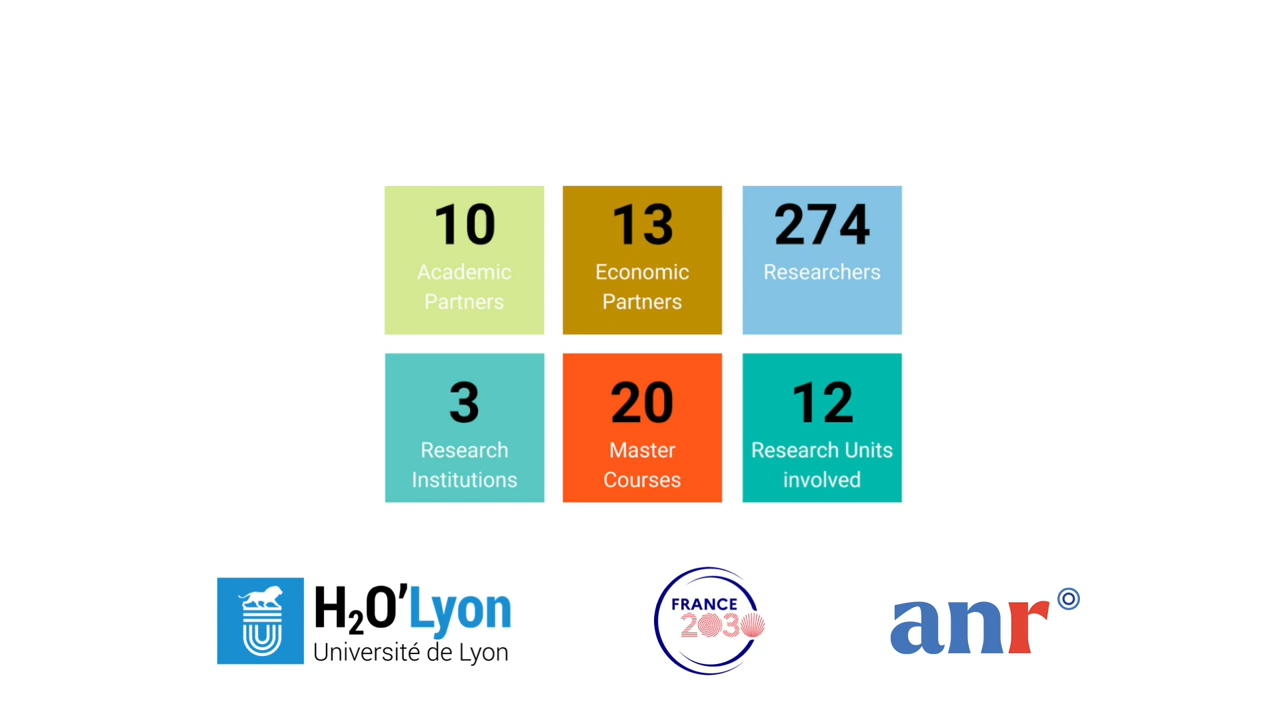 10
Academic
Partners
13
Economic
Partners
274
Researchers
3
Research
Institutions
20
Master
Courses
12
Research Units
involved
H₂O'Lyon
Université de Lyon
FRANCE
2030
anr